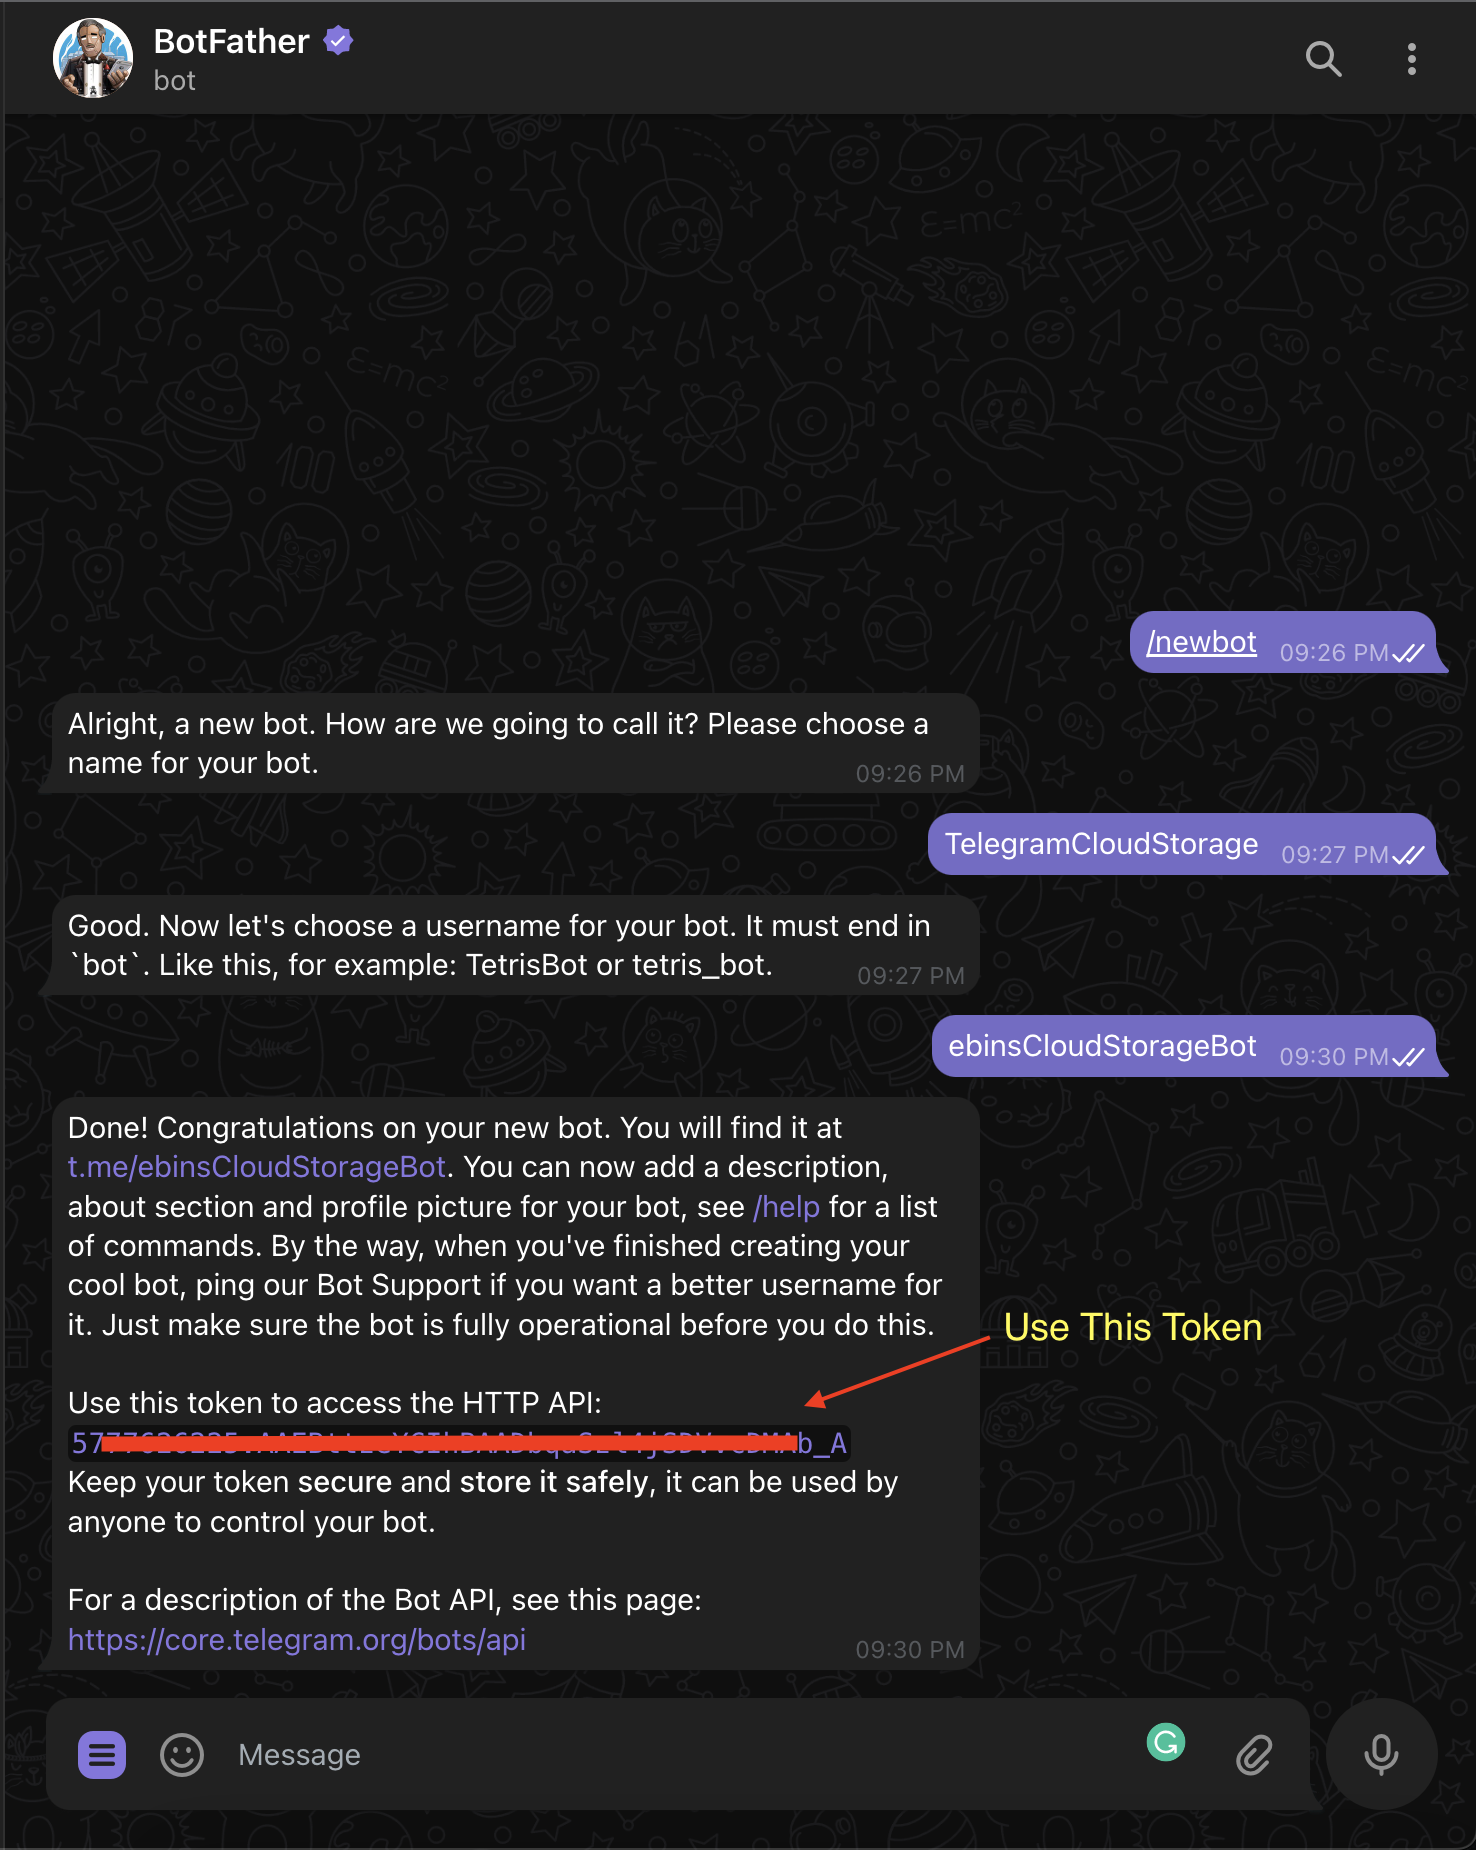 BotFather
bot
/newbot 09:26 PM
Alright, a new bot. How are we going to call it? Please choose a
name for your bot.
09:26 PM
TelegramCloudStorage 09:27 PM
Good. Now let's choose a username for your bot. It must end in
`bot`. Like this, for example: TetrisBot or tetris_bot.
09:27 PM
ebinsCloudStorageBot 09:30 PM
Done! Congratulations on your new bot. You will find it at
t.me/ebinsCloudStorageBot. You can now add a description,
about section and profile picture for your bot, see /help for a list
of commands. By the way, when you've finished creating your
cool bot, ping our Bot Support if you want a better username for
it. Just make sure the bot is fully operational before you do this.
Use This Token
Use this token to access the HTTP API:
Keep your token secure and store it safely, it can be used by
anyone to control your bot.
For a description of the Bot API, see this page:
https://core.telegram.org/bots/api
09:30 PM
Message